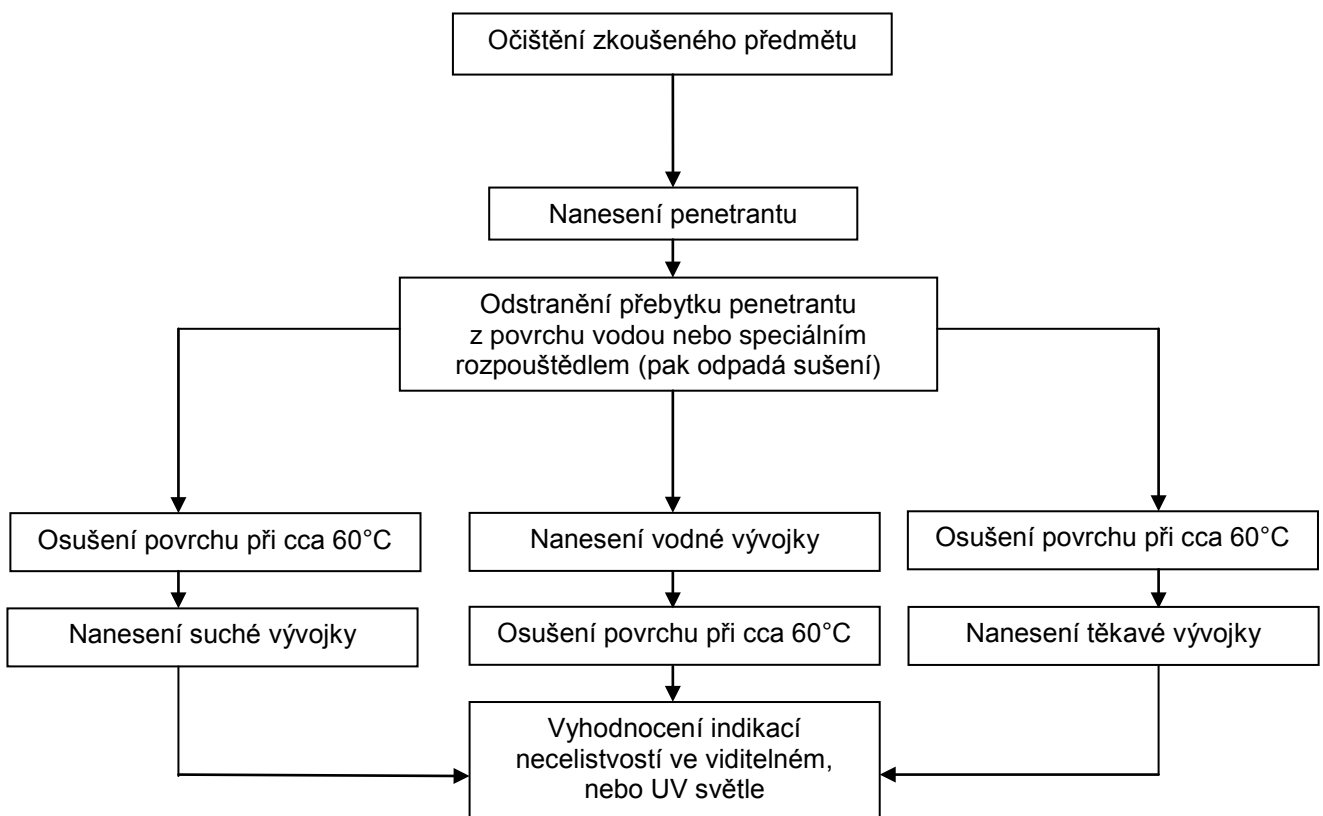 Očištění zkoušeného předmětu
Nanesení penetrantu
Odstranění přebytku penetrantu
z povrchu vodou nebo speciálním
rozpouštědlem (pak odpadá sušení)
Osušení povrchu při cca 60°C
Nanesení suché vývojky
Nanesení vodné vývojky
Osušení povrchu při cca 60°C
Osušení povrchu při cca 60°C
Nanesení těkavé vývojky
Vyhodnocení indikací
necelistvostí ve viditelném,
nebo UV světle